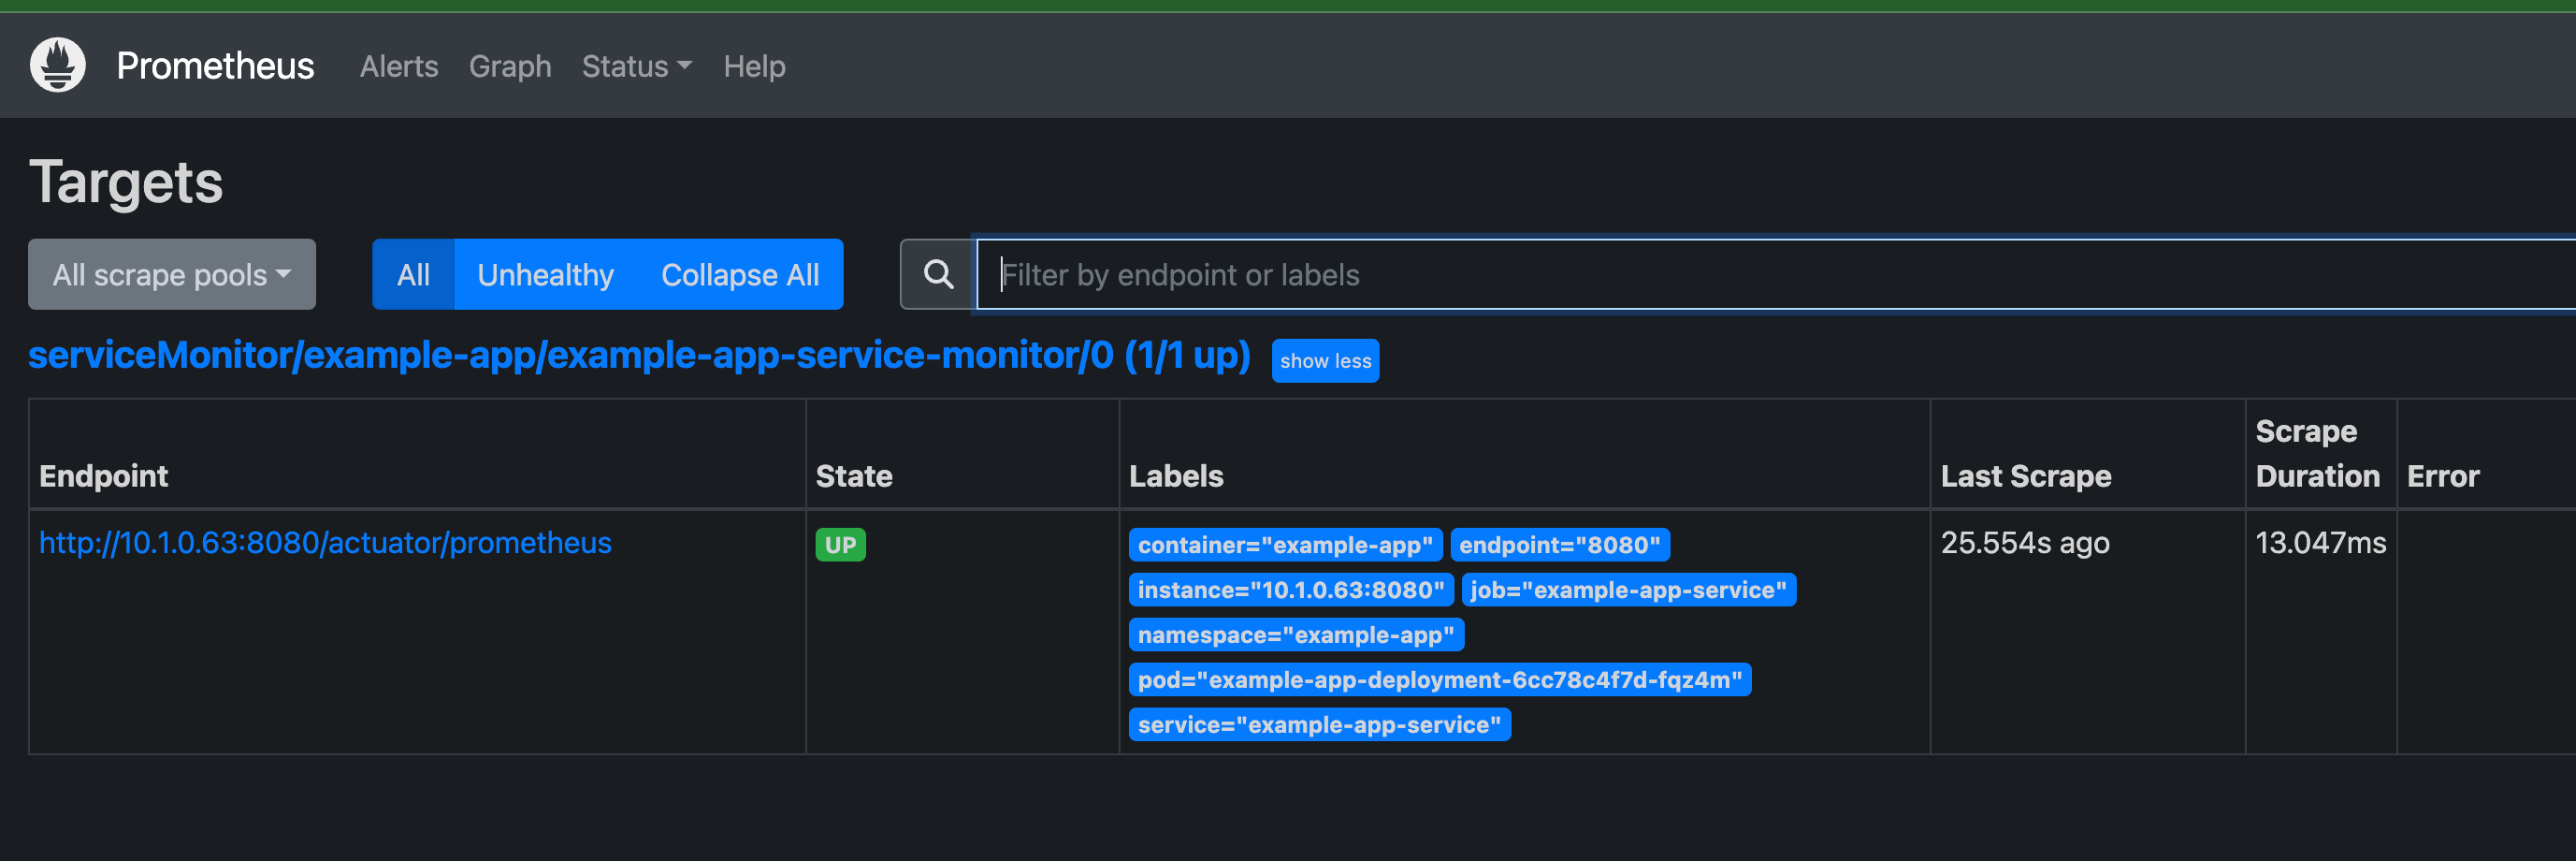 Prometheus Alerts Graph Status Help
Targets
All scrape pools All Unhealthy Collapse All Filter by endpoint or labels
serviceMonitor/example-app/example-app-service-monitor/0 (1/1 up) show less
Endpoint State Labels Last Scrape Scrape Duration Error
http://10.1.0.63:8080/actuator/prometheus UP container="example-app" endpoint="8080" 25.554s ago 13.047ms
instance="10.1.0.63:8080" job="example-app-service"
namespace="example-app"
pod="example-app-deployment-6cc78c4f7d-fqz4m"
service="example-app-service"